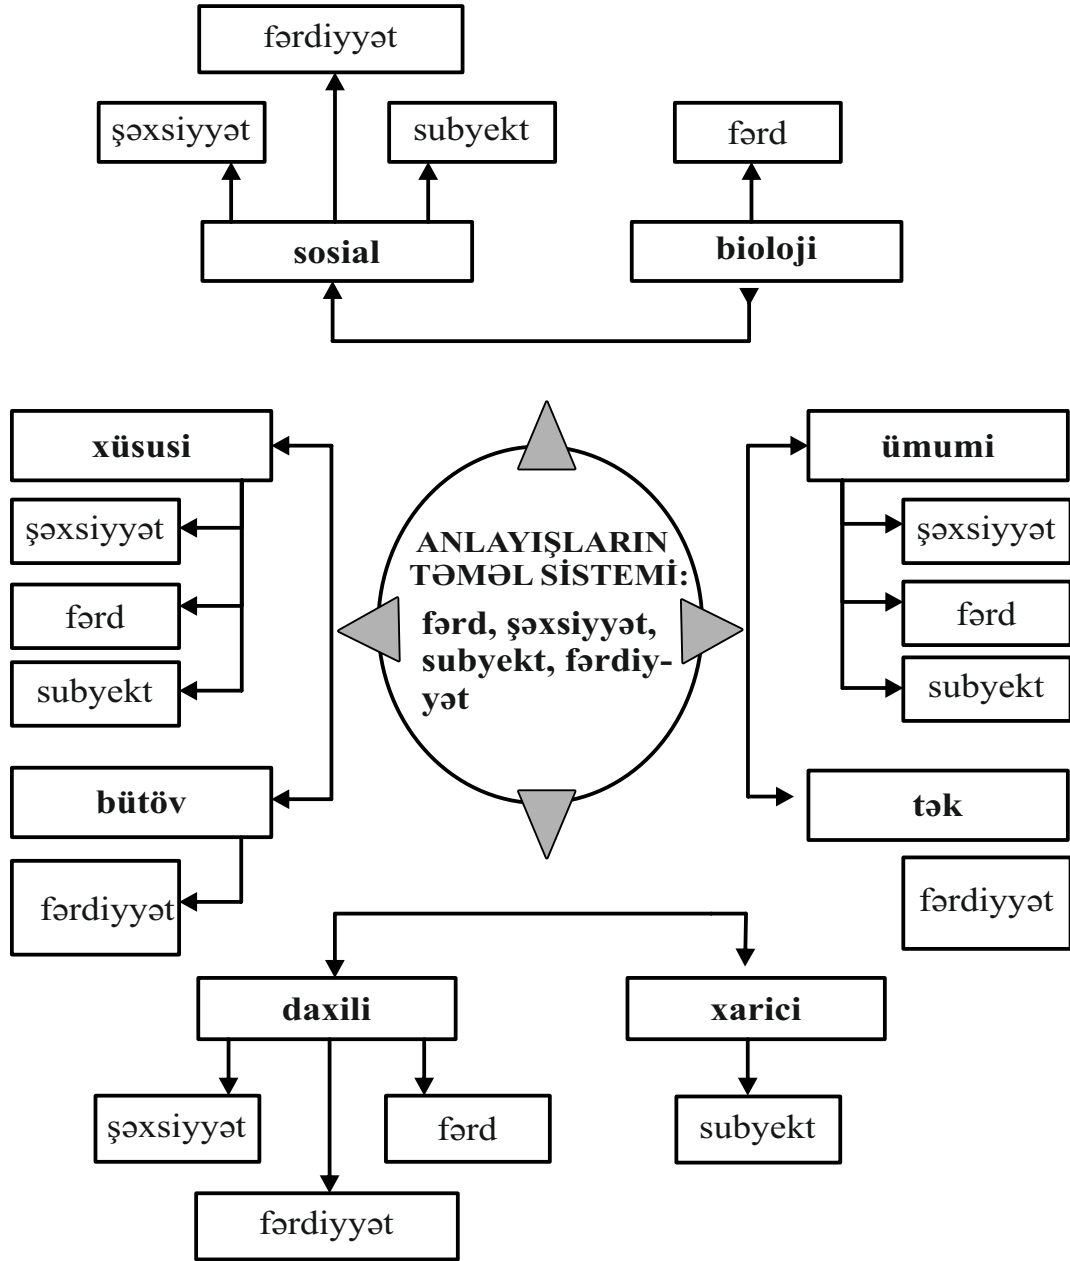 fərdiyyət
şəxsiyyət
subyekt
fərd
sosial
bioloji
xüsusi
şəxsiyyət
fərd
subyekt
bütöv
fərdiyyət
ANLAYIŞLARIN
TƏMƏL SİSTEMİ:
fərd, şəxsiyyət,
subyekt, fərdiy-
yət
ümumi
şəxsiyyət
fərd
subyekt
tək
fərdiyyət
daxili
xarici
şəxsiyyət
fərd
subyekt
fərdiyyət